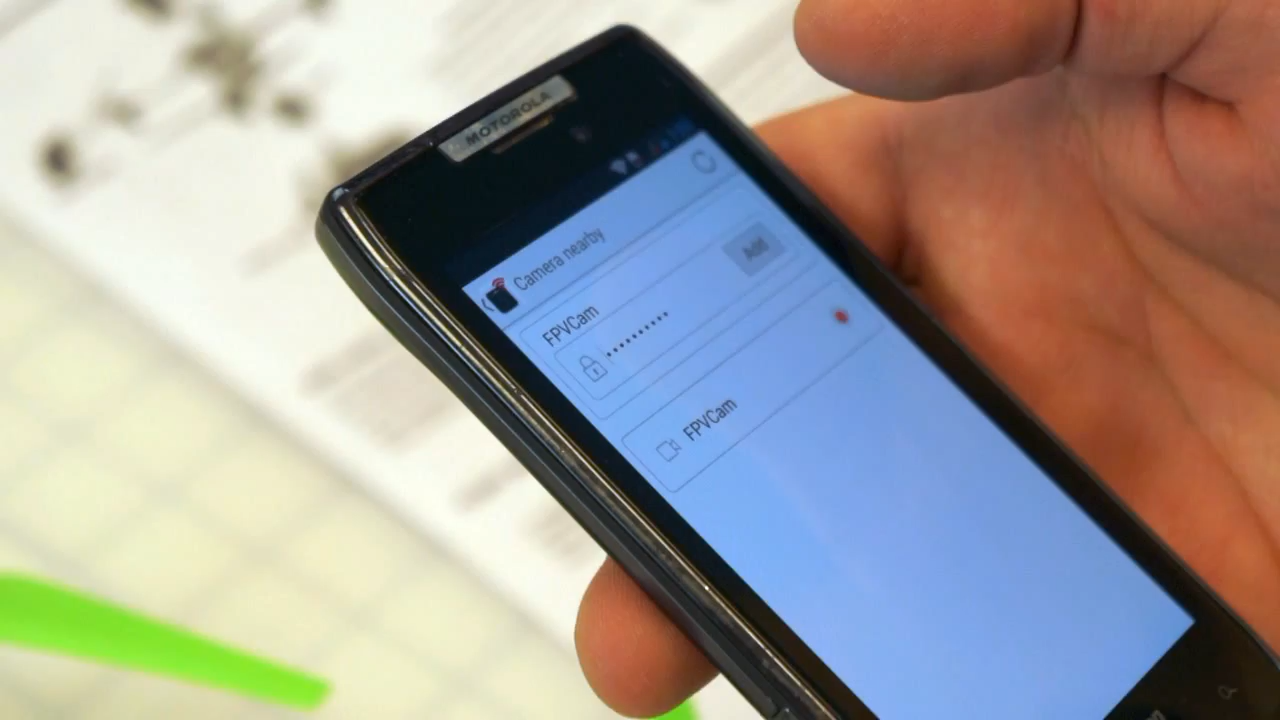 MOTOROLA
Camera nearby
FPVCam
Add
••••••••••
FPVCam